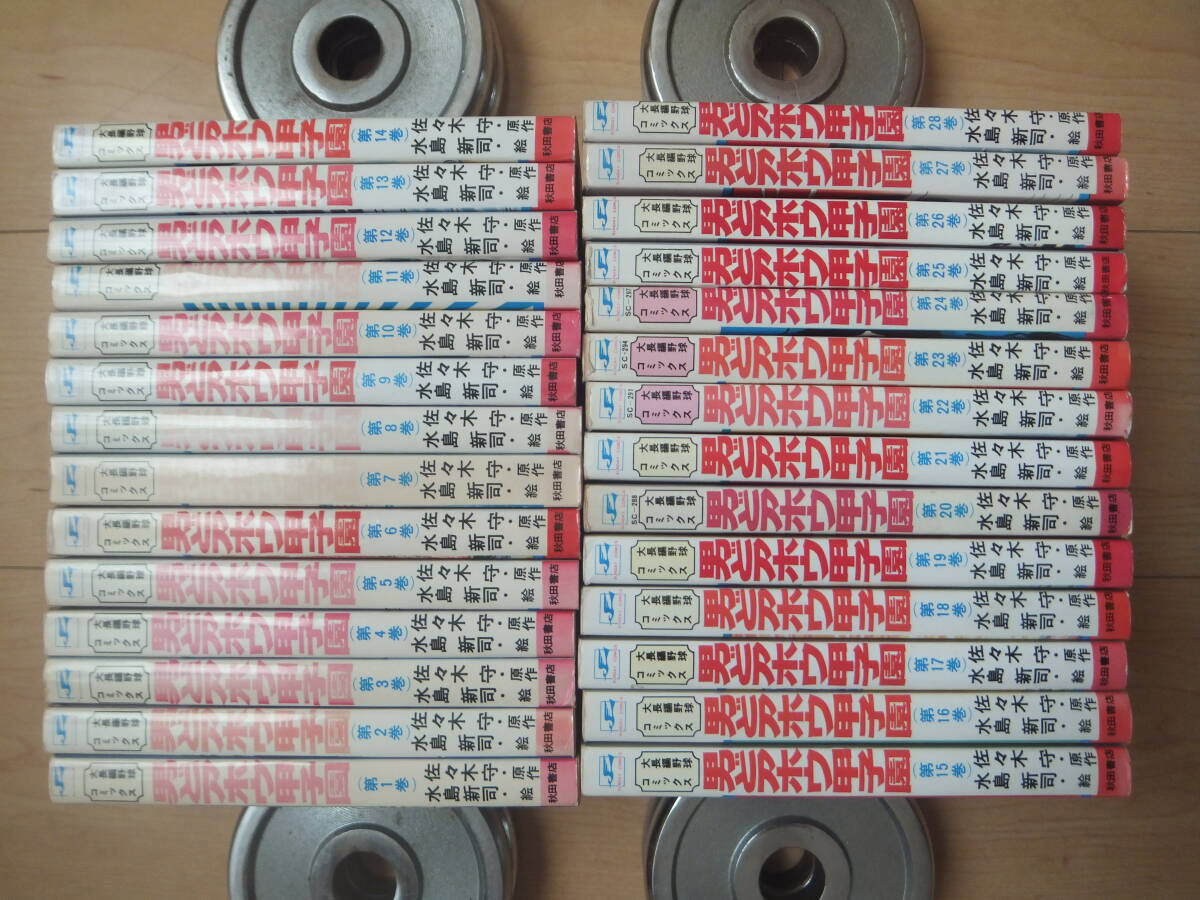 大長編野球コミックス 男どアホウ甲子園 (第14巻) 佐々木守・原作 水島新司・絵 秋田書店
大長編野球コミックス 男どアホウ甲子園 (第13巻) 佐々木守・原作 水島新司・絵 秋田書店
大長編野球コミックス 男どアホウ甲子園 (第12巻) 佐々木守・原作 水島新司・絵 秋田書店
大長編野球コミックス (第11巻) 佐々木守・原作 水島新司・絵 秋田書店
大長編野球コミックス 男どアホウ甲子園 (第10巻) 佐々木守・原作 水島新司・絵 秋田書店
大長編野球コミックス 男どアホウ甲子園 (第9巻) 佐々木守・原作 水島新司・絵 秋田書店
大長編野球コミックス (第8巻) 佐々木守・原作 水島新司・絵 秋田書店
大長編野球コミックス (第7巻) 佐々木守・原作 水島新司・絵 秋田書店
大長編野球コミックス 男どアホウ甲子園 (第6巻) 佐々木守・原作 水島新司・絵 秋田書店
大長編野球コミックス 男どアホウ甲子園 (第5巻) 佐々木守・原作 水島新司・絵 秋田書店
大長編野球コミックス 男どアホウ甲子園 (第4巻) 佐々木守・原作 水島新司・絵 秋田書店
大長編野球コミックス 男どアホウ甲子園 (第3巻) 佐々木守・原作 水島新司・絵 秋田書店
大長編野球コミックス 男どアホウ甲子園 (第2巻) 佐々木守・原作 水島新司・絵 秋田書店
大長編野球コミックス 男どアホウ甲子園 (第1巻) 佐々木守・原作 水島新司・絵 秋田書店
大長編野球コミックス 男どアホウ甲子園 (第28巻) 佐々木守・原作 水島新司・絵 秋田書店
大長編野球コミックス 男どアホウ甲子園 (第27巻) 佐々木守・原作 水島新司・絵 秋田書店
大長編野球コミックス 男どアホウ甲子園 (第26巻) 佐々木守・原作 水島新司・絵 秋田書店
大長編野球コミックス 男どアホウ甲子園 (第25巻) 佐々木守・原作 水島新司・絵 秋田書店
SC-297 大長編野球コミックス 男どアホウ甲子園 (第24巻) 佐々木守・原作 水島新司・絵 秋田書店
SC-294 大長編野球コミックス 男どアホウ甲子園 (第23巻) 佐々木守・原作 水島新司・絵 秋田書店
SC-291 大長編野球コミックス 男どアホウ甲子園 (第22巻) 佐々木守・原作 水島新司・絵 秋田書店
大長編野球コミックス 男どアホウ甲子園 (第21巻) 佐々木守・原作 水島新司・絵 秋田書店
SC-288 大長編野球コミックス 男どアホウ甲子園 (第20巻) 佐々木守・原作 水島新司・絵 秋田書店
大長編野球コミックス 男どアホウ甲子園 (第19巻) 佐々木守・原作 水島新司・絵 秋田書店
大長編野球コミックス 男どアホウ甲子園 (第18巻) 佐々木守・原作 水島新司・絵 秋田書店
大長編野球コミックス 男どアホウ甲子園 (第17巻) 佐々木守・原作 水島新司・絵 秋田書店
大長編野球コミックス 男どアホウ甲子園 (第16巻) 佐々木守・原作 水島新司・絵 秋田書店
大長編野球コミックス 男どアホウ甲子園 (第15巻) 佐々木守・原作 水島新司・絵 秋田書店